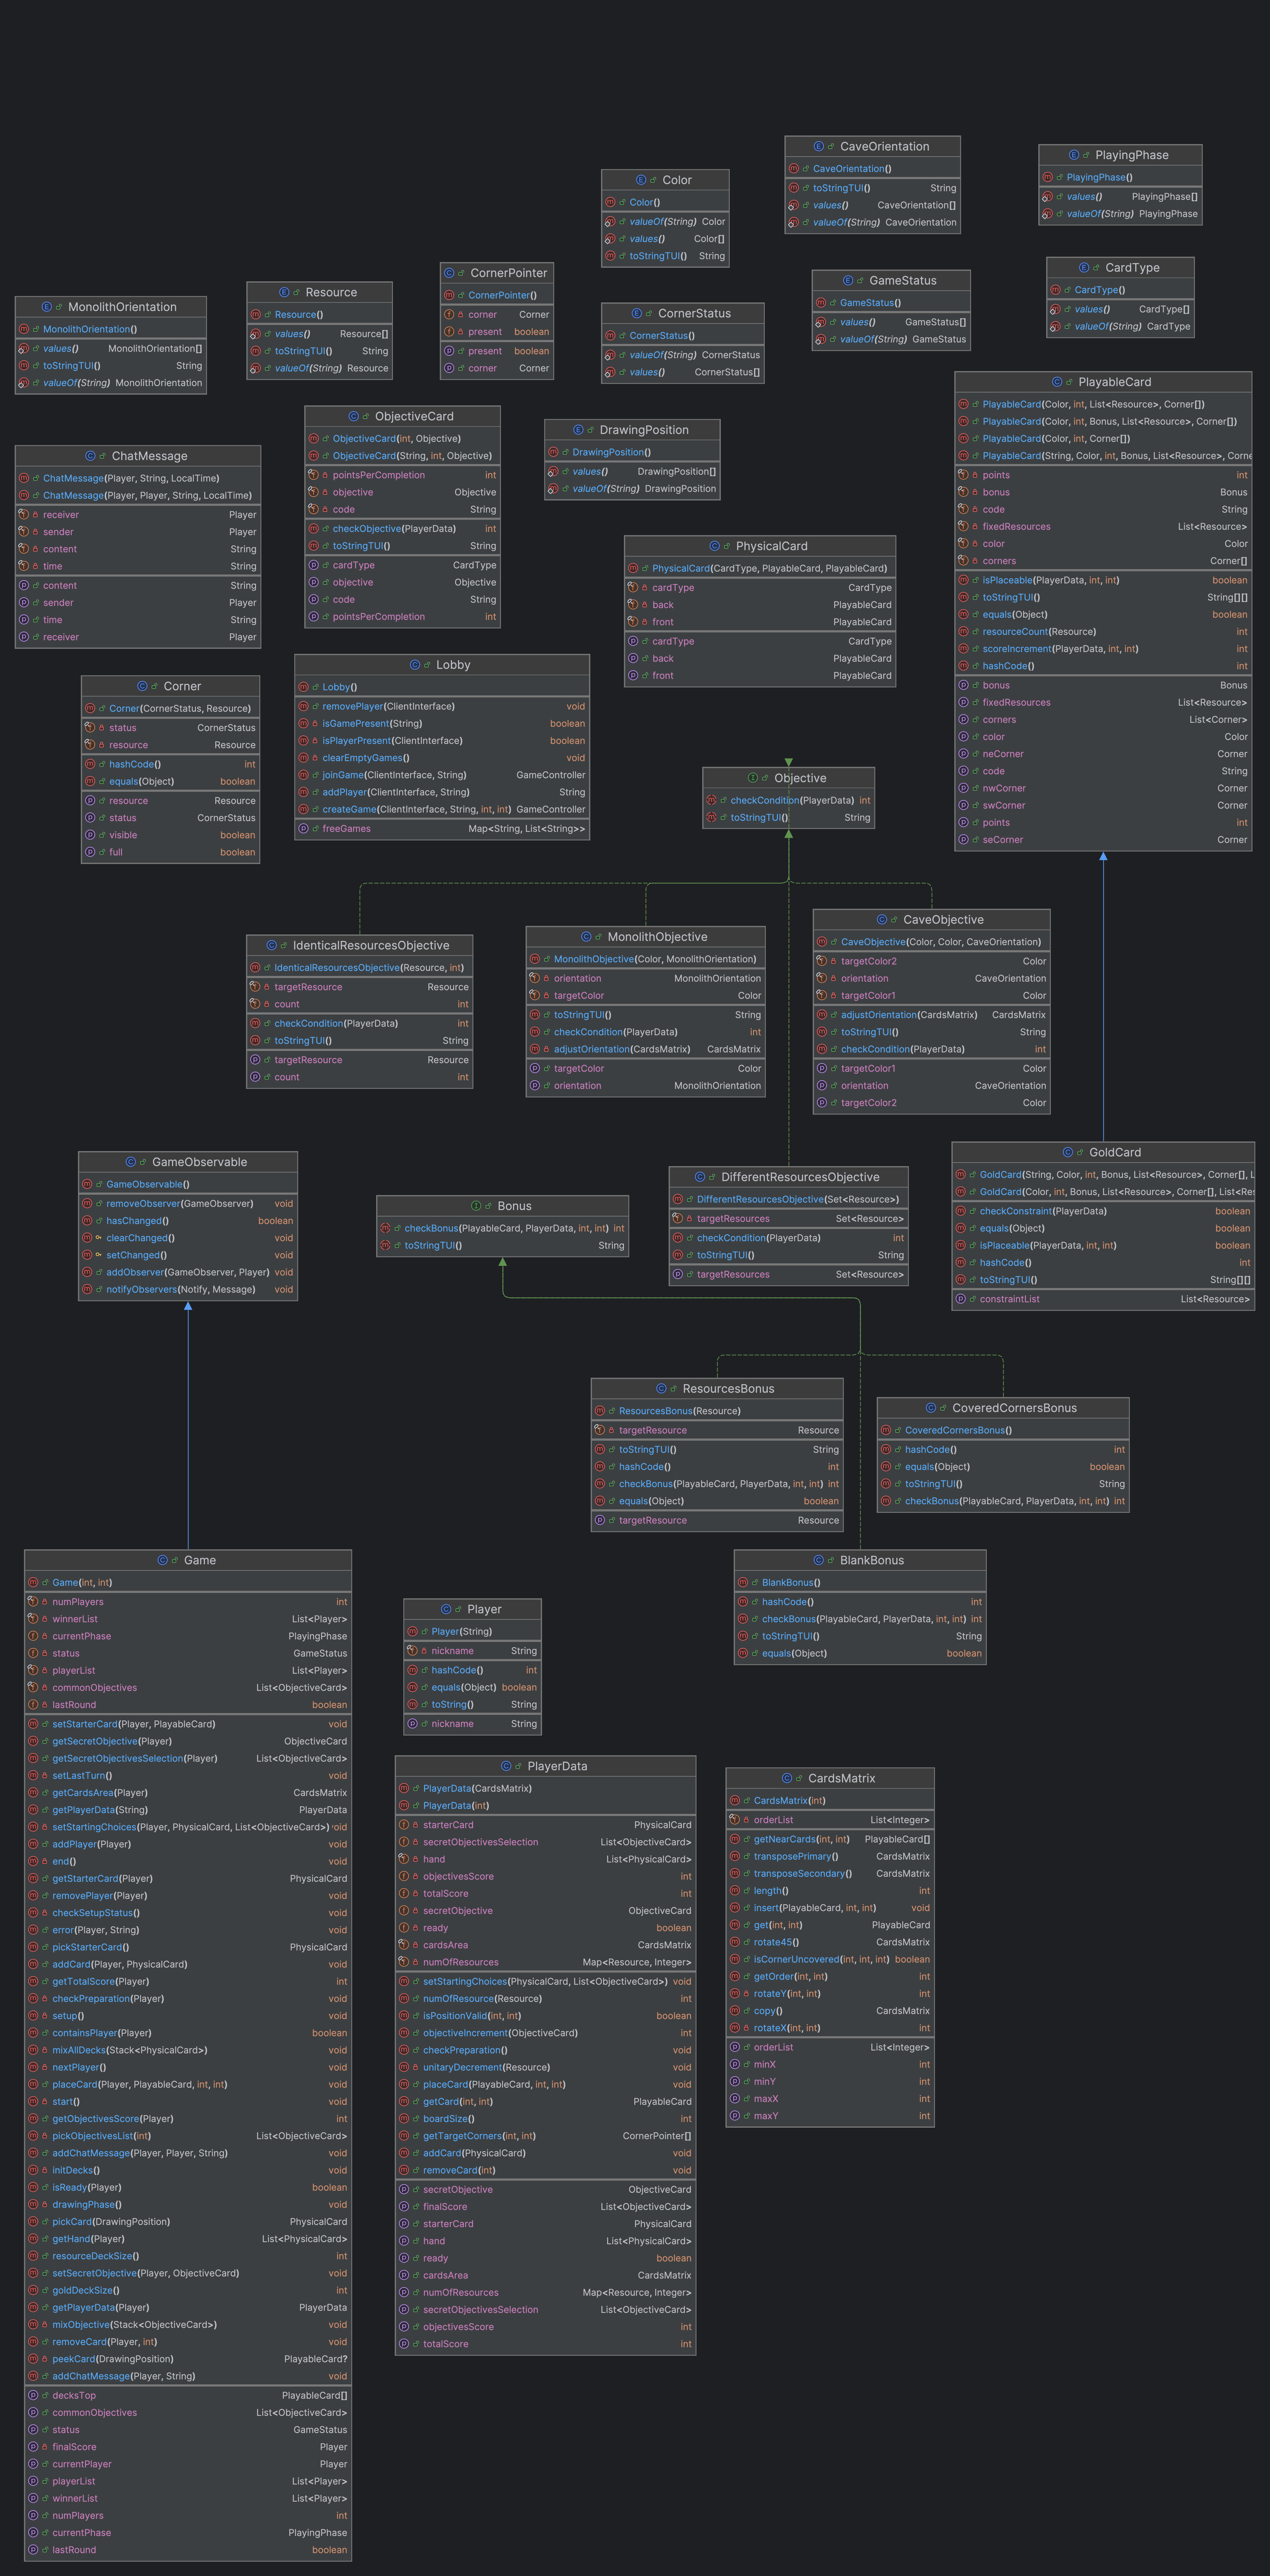 CaveOrientation
CaveOrientation()
toStringTUI() String
values() CaveOrientation[]
valueOf(String) CaveOrientation
PlayingPhase
PlayingPhase()
values() PlayingPhase[]
valueOf(String) PlayingPhase
Color
Color()
valueOf(String) Color
values() Color[]
toStringTUI() String
CardType
CardType()
values() CardType[]
valueOf(String) CardType
CornerPointer
CornerPointer()
corner Corner
present boolean
present boolean
corner Corner
GameStatus
GameStatus()
values() GameStatus[]
valueOf(String) GameStatus
Resource
Resource()
values() Resource[]
toStringTUI() String
valueOf(String) Resource
MonolithOrientation
MonolithOrientation()
values() MonolithOrientation[]
toStringTUI() String
valueOf(String) MonolithOrientation
CornerStatus
CornerStatus()
valueOf(String) CornerStatus
values() CornerStatus[]
PlayableCard
PlayableCard(Color, int, List<Resource>, Corner[])
PlayableCard(Color, int, Bonus, List<Resource>, Corner[])
PlayableCard(Color, int, Corner[])
PlayableCard(String, Color, int, Bonus, List<Resource>, Corne
points int
bonus Bonus
code String
fixedResources List<Resource>
color Color
corners Corner[]
isPlaceable(PlayerData, int, int) boolean
toStringTUI() String[][]
equals(Object) boolean
resourceCount(Resource) int
scoreIncrement(PlayerData, int, int) int
hashCode() int
bonus Bonus
fixedResources List<Resource>
corners List<Corner>
color Color
neCorner Corner
code String
nwCorner Corner
swCorner Corner
points int
seCorner Corner
ObjectiveCard
ObjectiveCard(int, Objective)
ObjectiveCard(String, int, Objective)
pointsPerCompletion int
objective Objective
code String
checkObjective(PlayerData) int
toStringTUI() String
cardType CardType
objective Objective
code String
pointsPerCompletion int
DrawingPosition
DrawingPosition()
values() DrawingPosition[]
valueOf(String) DrawingPosition
ChatMessage
ChatMessage(Player, String, LocalTime)
ChatMessage(Player, Player, String, LocalTime)
receiver Player
sender Player
content String
time String
content String
sender Player
time String
receiver Player
PhysicalCard
PhysicalCard(CardType, PlayableCard, PlayableCard)
cardType CardType
back PlayableCard
front PlayableCard
cardType CardType
back PlayableCard
front PlayableCard
Lobby
Lobby()
removePlayer(ClientInterface) void
isGamePresent(String) boolean
isPlayerPresent(ClientInterface) boolean
clearEmptyGames() void
joinGame(ClientInterface, String) GameController
addPlayer(ClientInterface, String) String
createGame(ClientInterface, String, int, int) GameController
freeGames Map<String, List<String>>
Corner
Corner(CornerStatus, Resource)
status CornerStatus
resource Resource
hashCode() int
equals(Object) boolean
resource Resource
status CornerStatus
visible boolean
full boolean
Objective
checkCondition(PlayerData) int
toStringTUI() String
IdenticalResourcesObjective
IdenticalResourcesObjective(Resource, int)
targetResource Resource
count int
checkCondition(PlayerData) int
toStringTUI() String
targetResource Resource
count int
MonolithObjective
MonolithObjective(Color, MonolithOrientation)
orientation MonolithOrientation
targetColor Color
toStringTUI() String
checkCondition(PlayerData) int
adjustOrientation(CardsMatrix) CardsMatrix
targetColor Color
orientation MonolithOrientation
CaveObjective
CaveObjective(Color, Color, CaveOrientation)
targetColor2 Color
orientation CaveOrientation
targetColor1 Color
adjustOrientation(CardsMatrix) CardsMatrix
toStringTUI() String
checkCondition(PlayerData) int
targetColor1 Color
orientation CaveOrientation
targetColor2 Color
GameObservable
GameObservable()
removeObserver(GameObserver) void
hasChanged() boolean
clearChanged() void
setChanged() void
addObserver(GameObserver, Player) void
notifyObservers(Notify, Message) void
Bonus
checkBonus(PlayableCard, PlayerData, int, int) int
toStringTUI() String
DifferentResourcesObjective
DifferentResourcesObjective(Set<Resource>)
targetResources Set<Resource>
checkCondition(PlayerData) int
toStringTUI() String
targetResources Set<Resource>
GoldCard
GoldCard(String, Color, int, Bonus, List<Resource>, Corner[], L
GoldCard(Color, int, Bonus, List<Resource>, Corner[], List<Res
checkConstraint(PlayerData) boolean
equals(Object) boolean
isPlaceable(PlayerData, int, int) boolean
hashCode() int
toStringTUI() String[][]
constraintList List<Resource>
ResourcesBonus
ResourcesBonus(Resource)
targetResource Resource
toStringTUI() String
hashCode() int
checkBonus(PlayableCard, PlayerData, int, int) int
equals(Object) boolean
targetResource Resource
CoveredCornersBonus
CoveredCornersBonus()
hashCode() int
equals(Object) boolean
toStringTUI() String
checkBonus(PlayableCard, PlayerData, int, int) int
BlankBonus
BlankBonus()
hashCode() int
checkBonus(PlayableCard, PlayerData, int, int) int
toStringTUI() String
equals(Object) boolean
Game
Game(int, int)
numPlayers int
winnerList List<Player>
currentPhase PlayingPhase
status GameStatus
playerList List<Player>
commonObjectives List<ObjectiveCard>
lastRound boolean
setStarterCard(Player, PlayableCard) void
getSecretObjective(Player) ObjectiveCard
getSecretObjectivesSelection(Player) List<ObjectiveCard>
setLastTurn() void
getCardsArea(Player) CardsMatrix
getPlayerData(String) PlayerData
setStartingChoices(Player, PhysicalCard, List<ObjectiveCard>) void
addPlayer(Player) void
end() void
getStarterCard(Player) PhysicalCard
removePlayer(Player) void
checkSetupStatus() void
error(Player, String) void
pickStarterCard() PhysicalCard
addCard(Player, PhysicalCard) void
getTotalScore(Player) int
checkPreparation(Player) void
setup() void
containsPlayer(Player) boolean
mixAllDecks(Stack<PhysicalCard>) void
nextPlayer() void
placeCard(Player, PlayableCard, int, int) void
start() void
getObjectivesScore(Player) int
pickObjectivesList(int) List<ObjectiveCard>
addChatMessage(Player, Player, String) void
initDecks() void
isReady(Player) boolean
drawingPhase() void
pickCard(DrawingPosition) PhysicalCard
getHand(Player) List<PhysicalCard>
resourceDeckSize() int
setSecretObjective(Player, ObjectiveCard) void
goldDeckSize() int
getPlayerData(Player) PlayerData
mixObjective(Stack<ObjectiveCard>) void
removeCard(Player, int) void
peekCard(DrawingPosition) PlayableCard?
addChatMessage(Player, String) void
decksTop PlayableCard[]
commonObjectives List<ObjectiveCard>
status GameStatus
finalScore Player
currentPlayer Player
playerList List<Player>
winnerList List<Player>
numPlayers int
currentPhase PlayingPhase
lastRound boolean
Player
Player(String)
nickname String
hashCode() int
equals(Object) boolean
toString() String
nickname String
PlayerData
PlayerData(CardsMatrix)
PlayerData(int)
starterCard PhysicalCard
secretObjectivesSelection List<ObjectiveCard>
hand List<PhysicalCard>
objectivesScore int
totalScore int
secretObjective ObjectiveCard
ready boolean
cardsArea CardsMatrix
numOfResources Map<Resource, Integer>
setStartingChoices(PhysicalCard, List<ObjectiveCard>) void
numOfResource(Resource) int
isPositionValid(int, int) boolean
objectiveIncrement(ObjectiveCard) int
checkPreparation() void
unitaryDecrement(Resource) void
placeCard(PlayableCard, int, int) void
getCard(int, int) PlayableCard
boardSize() int
getTargetCorners(int, int) CornerPointer[]
addCard(PhysicalCard) void
removeCard(int) void
secretObjective ObjectiveCard
finalScore List<ObjectiveCard>
starterCard PhysicalCard
hand List<PhysicalCard>
ready boolean
cardsArea CardsMatrix
numOfResources Map<Resource, Integer>
secretObjectivesSelection List<ObjectiveCard>
objectivesScore int
totalScore int
CardsMatrix
CardsMatrix(int)
orderList List<Integer>
getNearCards(int, int) PlayableCard[]
transposePrimary() CardsMatrix
transposeSecondary() CardsMatrix
length() int
insert(PlayableCard, int, int) void
get(int, int) PlayableCard
rotate45() CardsMatrix
isCornerUncovered(int, int, int) boolean
getOrder(int, int) int
rotateY(int, int) int
copy() CardsMatrix
rotateX(int, int) int
orderList List<Integer>
minX int
minY int
maxX int
maxY int